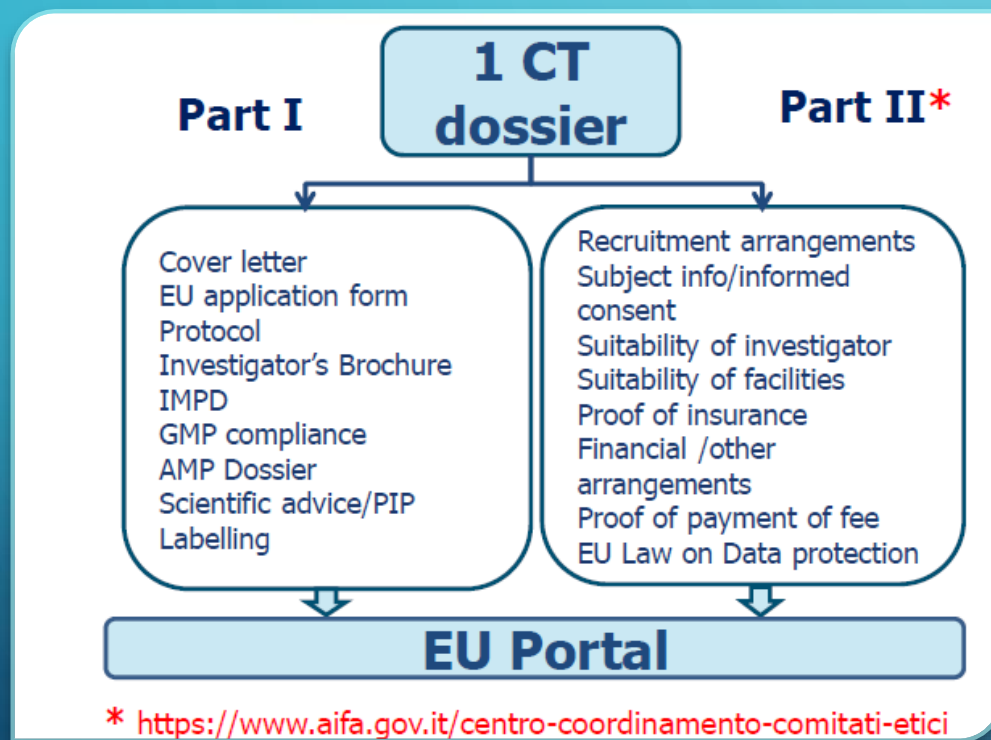 1 CT
dossier
Part I
Part II*
Cover letter
EU application form
Protocol
Investigator's Brochure
IMPD
GMP compliance
AMP Dossier
Scientific advice/PIP
Labelling
Recruitment arrangements
Subject info/informed
consent
Suitability of investigator
Suitability of facilities
Proof of insurance
Financial /other
arrangements
Proof of payment of fee
EU Law on Data protection
EU Portal
* https://www.aifa.gov.it/centro-coordinamento-comitati-etici